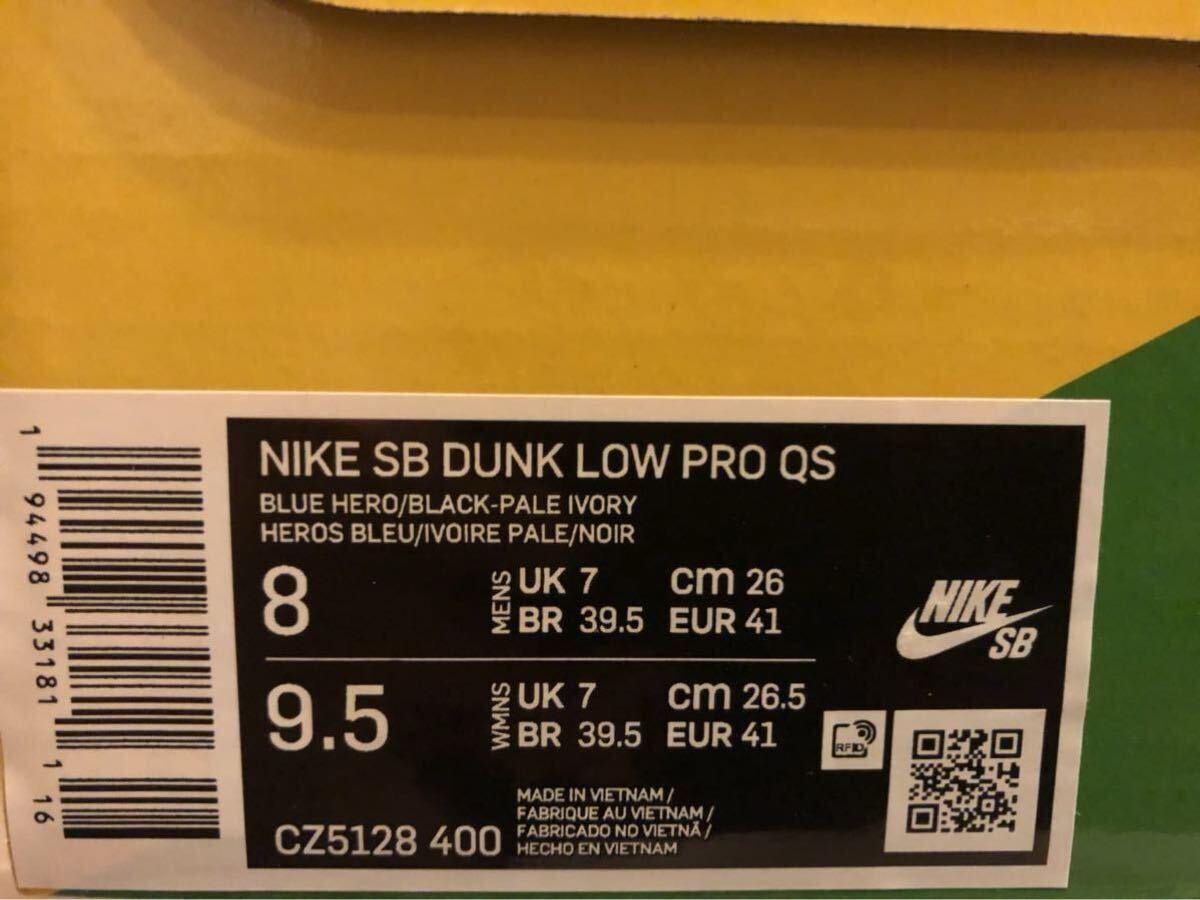 NIKE SB DUNK LOW PRO QS
BLUE HERO/BLACK-PALE IVORY
HEROS BLEU/IVOIRE PALE/NOIR
8 MENS UK 7 cm 26
BR 39.5 EUR 41
9.5 WMNS UK 7 cm 26.5
BR 39.5 EUR 41
CZ5128 400
MADE IN VIETNAM /
FABRIQUE AU VIETNAM /
FABRICADO NO VIETNÃ /
HECHO EN VIETNAM
NIKE
SB
RFID
1 94498 33181 1 16